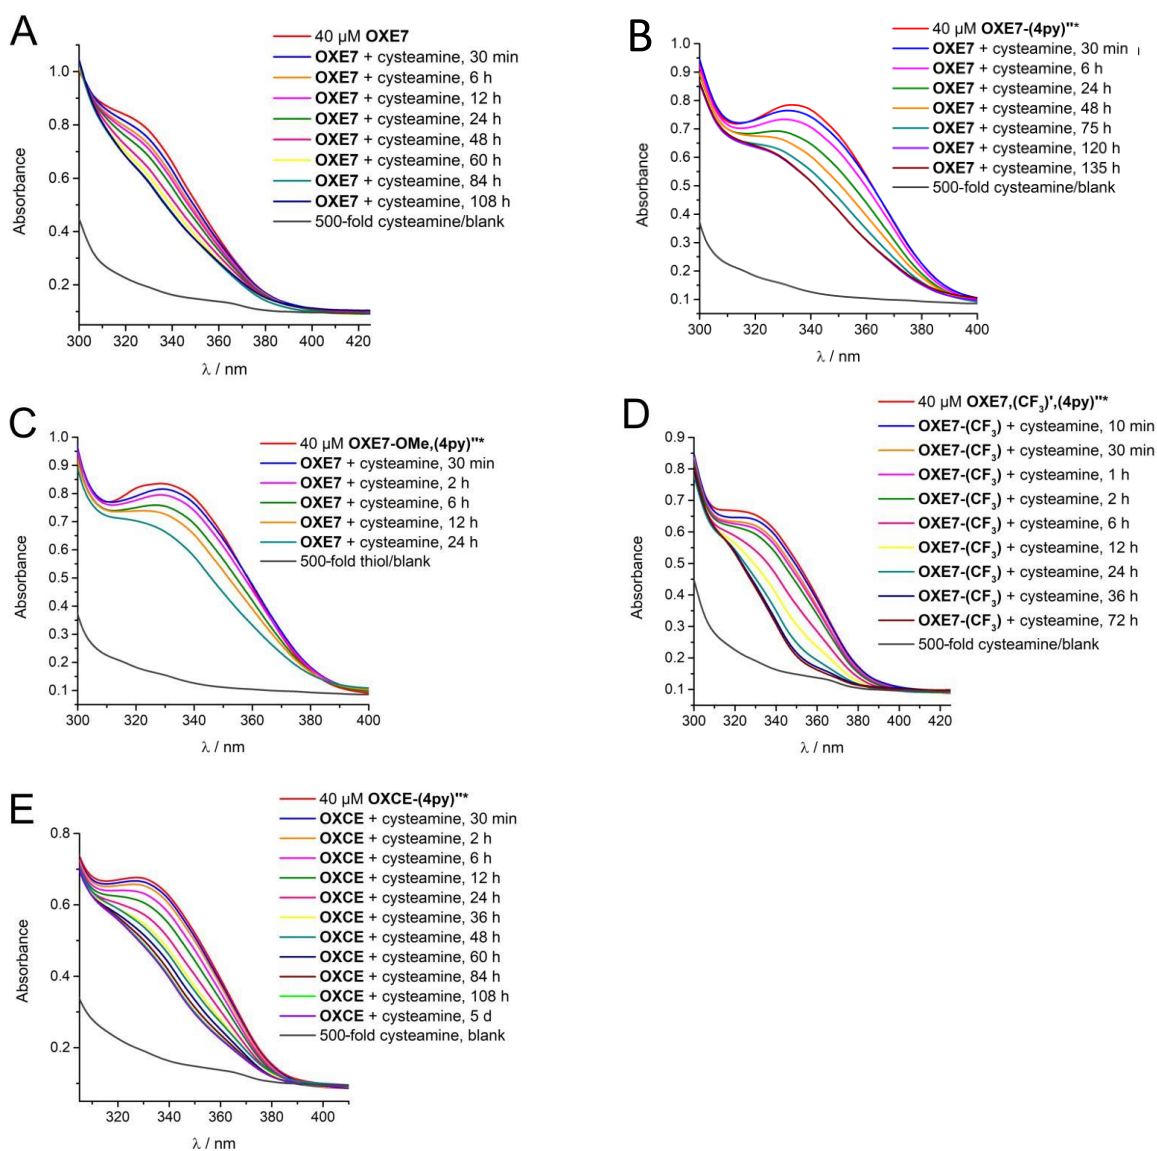 A
40 µM OXE7
OXE7 + cysteamine, 30 min
OXE7 + cysteamine, 6 h
OXE7 + cysteamine, 12 h
OXE7 + cysteamine, 24 h
OXE7 + cysteamine, 48 h
OXE7 + cysteamine, 60 h
OXE7 + cysteamine, 84 h
OXE7 + cysteamine, 108 h
500-fold cysteamine/blank
1.0
0.8
0.6
0.4
0.2
Absorbance
300 320 340 360 380 400 420
λ / nm
B
40 µM OXE7-(4py)"*
OXE7 + cysteamine, 30 min
OXE7 + cysteamine, 6 h
OXE7 + cysteamine, 24 h
OXE7 + cysteamine, 48 h
OXE7 + cysteamine, 75 h
OXE7 + cysteamine, 120 h
OXE7 + cysteamine, 135 h
500-fold cysteamine/blank
1.0
0.9
0.8
0.7
0.6
0.5
0.4
0.3
0.2
0.1
Absorbance
300 320 340 360 380 400
λ / nm
C
40 µM OXE7-OMe,(4py)"*
OXE7 + cysteamine, 30 min
OXE7 + cysteamine, 2 h
OXE7 + cysteamine, 6 h
OXE7 + cysteamine, 12 h
OXE7 + cysteamine, 24 h
500-fold thiol/blank
1.0
0.9
0.8
0.7
0.6
0.5
0.4
0.3
0.2
0.1
Absorbance
300 320 340 360 380 400
λ / nm
D
40 µM OXE7,(CF₃)',(4py)"*
OXE7-(CF₃) + cysteamine, 10 min
OXE7-(CF₃) + cysteamine, 30 min
OXE7-(CF₃) + cysteamine, 1 h
OXE7-(CF₃) + cysteamine, 2 h
OXE7-(CF₃) + cysteamine, 6 h
OXE7-(CF₃) + cysteamine, 12 h
OXE7-(CF₃) + cysteamine, 24 h
OXE7-(CF₃) + cysteamine, 36 h
OXE7-(CF₃) + cysteamine, 72 h
500-fold cysteamine/blank
0.9
0.8
0.7
0.6
0.5
0.4
0.3
0.2
0.1
Absorbance
300 320 340 360 380 400 420
λ / nm
E
40 µM OXCE-(4py)"*
OXCE + cysteamine, 30 min
OXCE + cysteamine, 2 h
OXCE + cysteamine, 6 h
OXCE + cysteamine, 12 h
OXCE + cysteamine, 24 h
OXCE + cysteamine, 36 h
OXCE + cysteamine, 48 h
OXCE + cysteamine, 60 h
OXCE + cysteamine, 84 h
OXCE + cysteamine, 108 h
OXCE + cysteamine, 5 d
500-fold cysteamine, blank
0.8
0.6
0.4
0.2
Absorbance
320 340 360 380 400
λ / nm